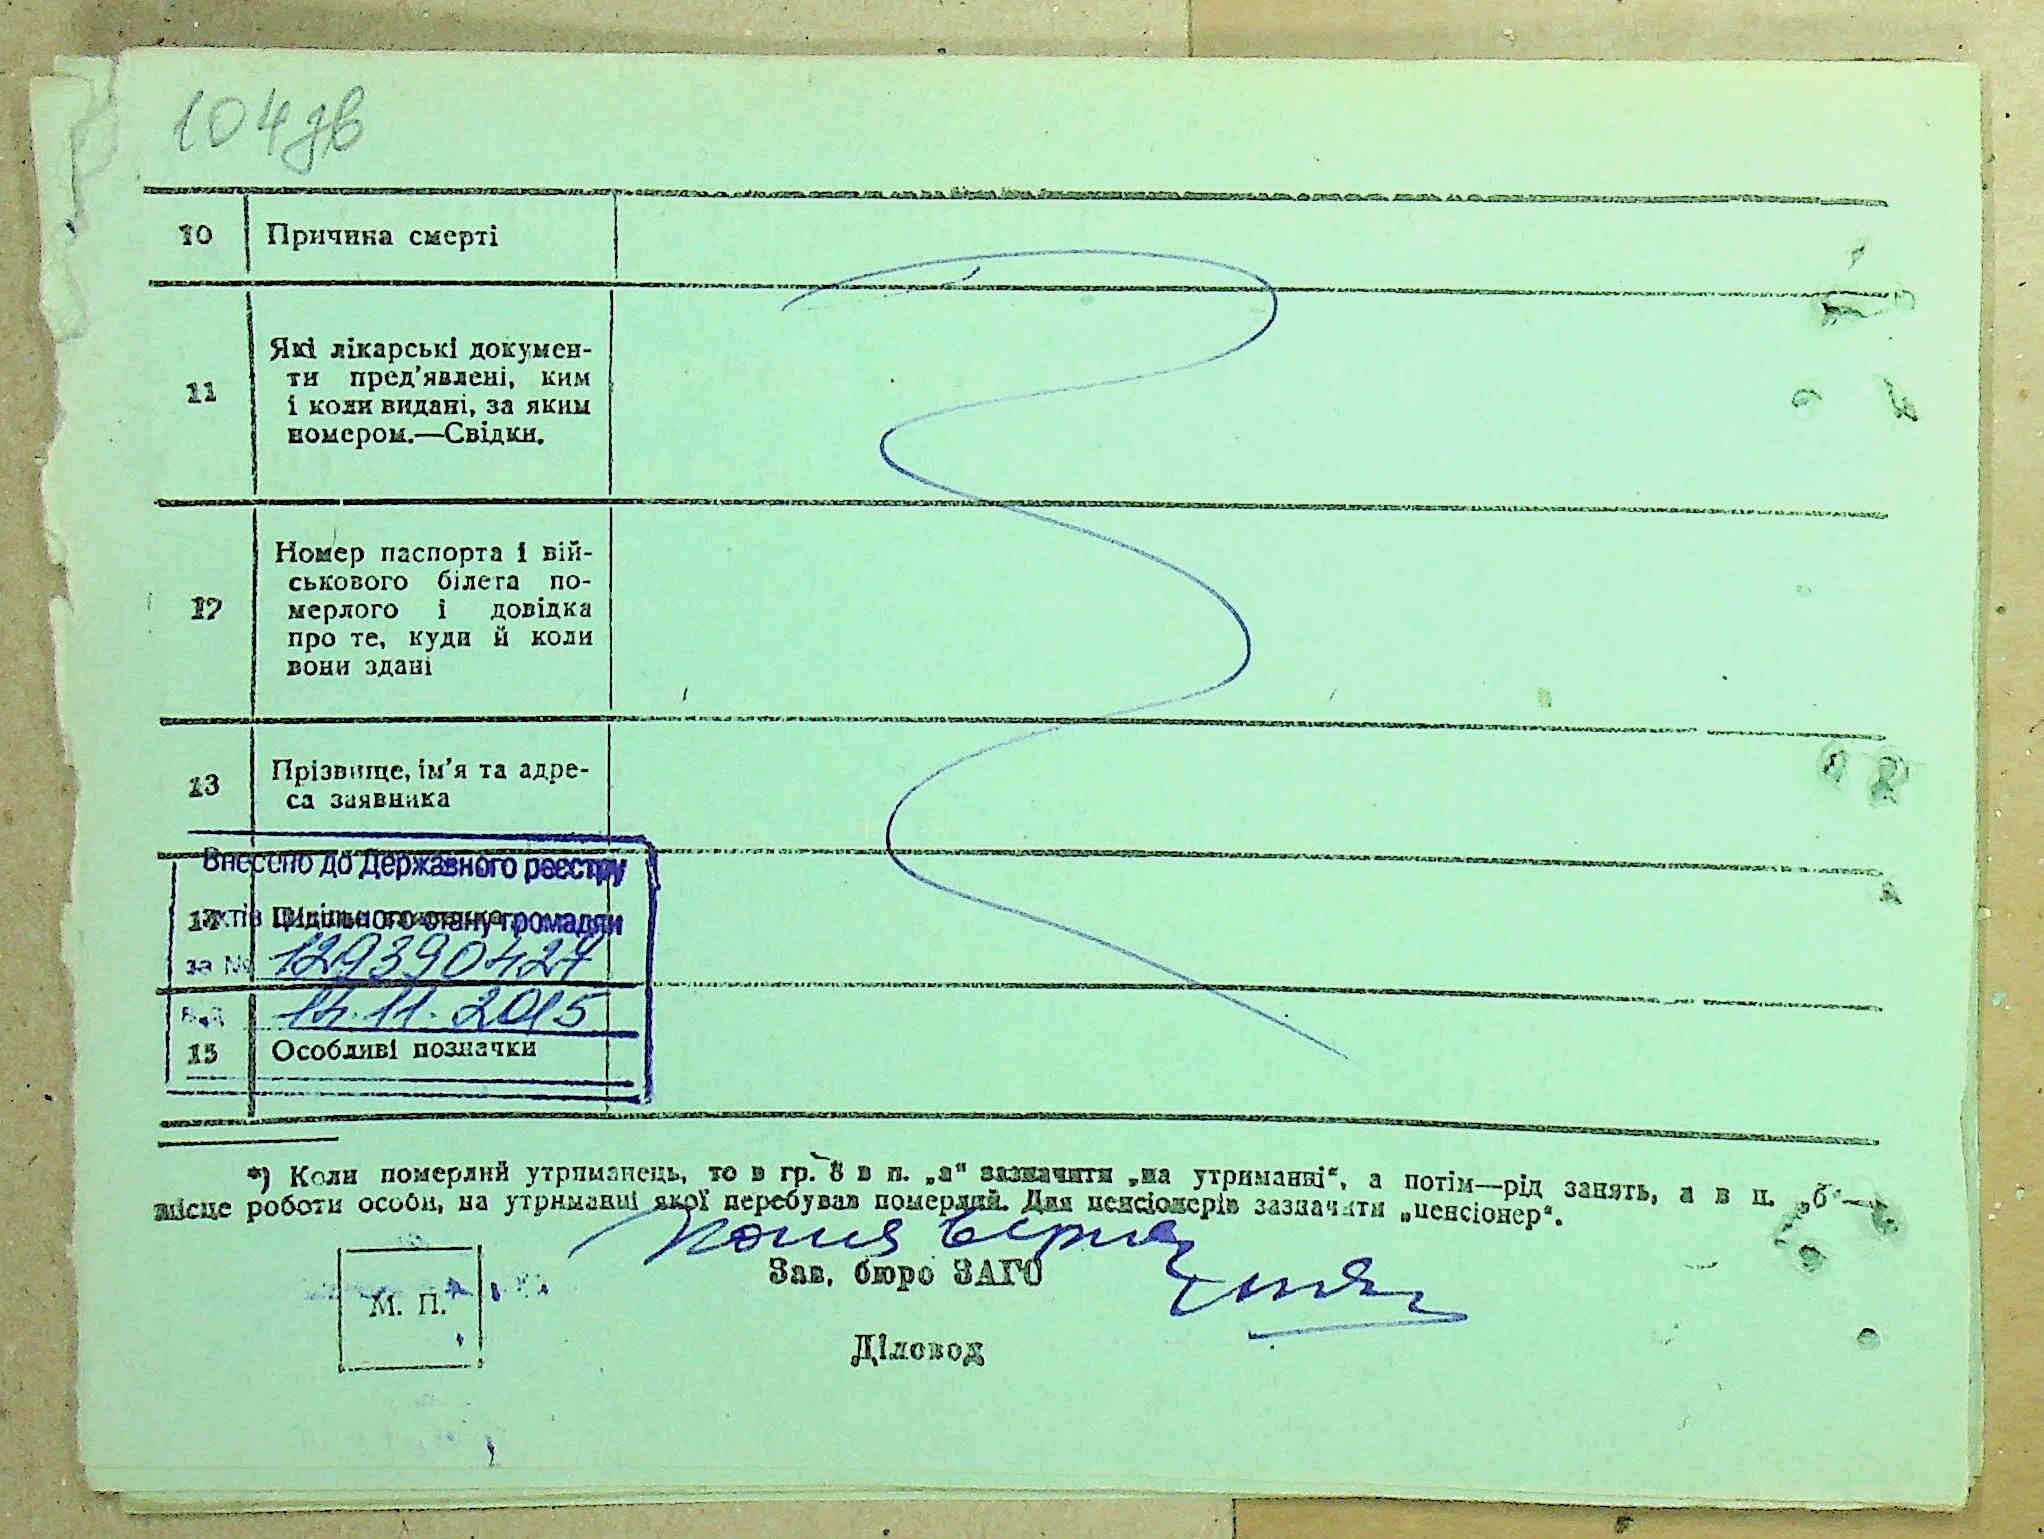 104дв
10 Причина смерті
11 Які лікарські докумен-
ти пред'явлені, ким
і коли видані, за яким
номером.—Свідки.
12 Номер паспорта і вій-
ськового білета по-
мерлого і довідка
про те, куди й коли
вони здані
13 Прізвище, ім'я та адре-
са заявника
Внесено до Державного реєстру
14 актів цивільного стану громадян
за № 129390427
від 14.11.2015
15 Особливі позначки
*) Коли померлий утриманець, то в гр. 8 в п. „а" зазначити „на утриманні", а потім—рід занять, а в п. „б"—
місце роботи особи, на утриманні якої перебував померлий. Для пенсіонерів зазначити „пенсіонер".
Копія вірна
Зав. бюро ЗАГС
М. П.
Діловод